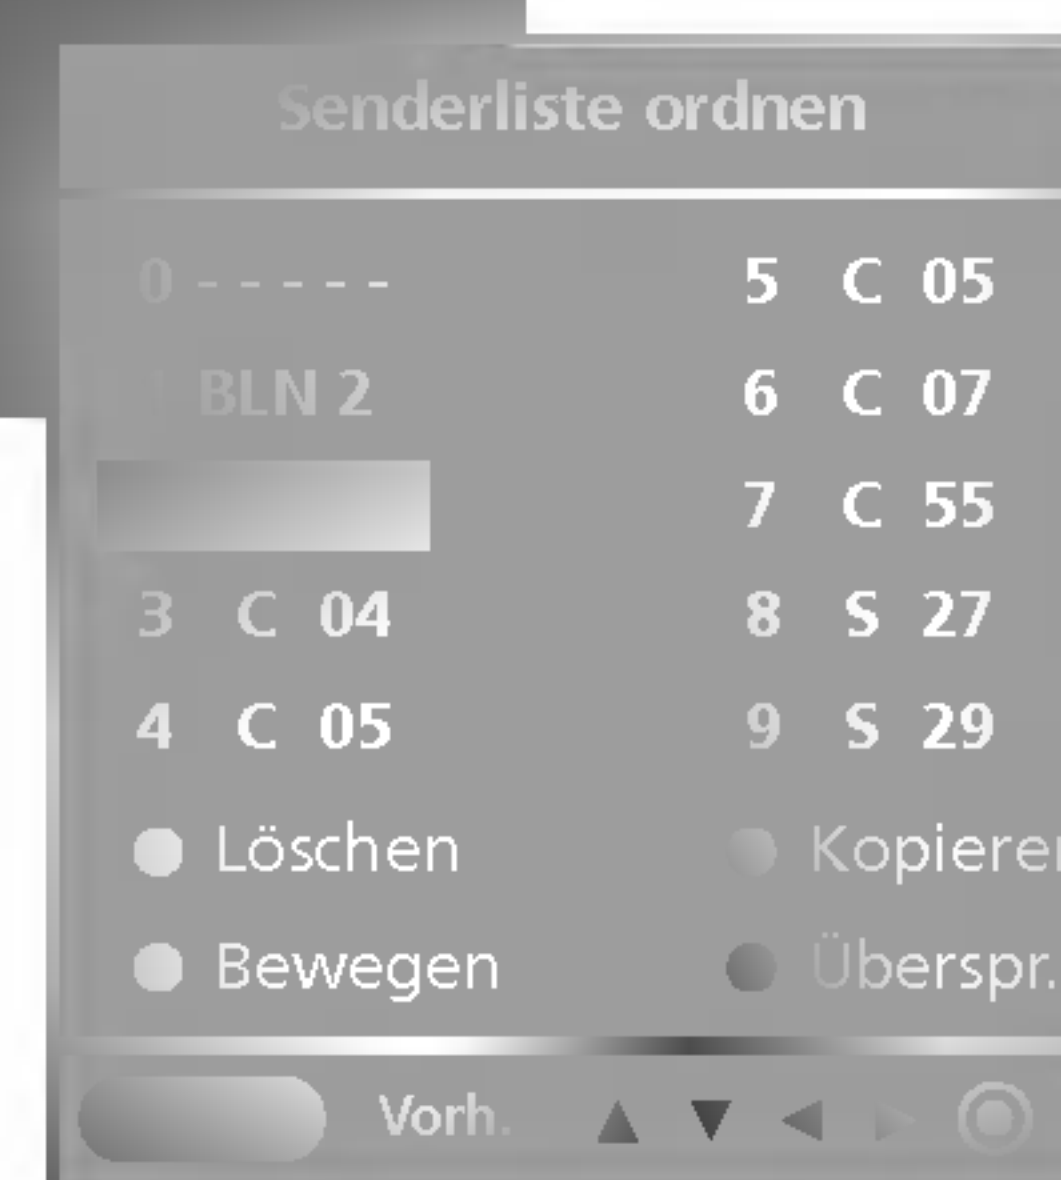 Senderliste ordnen
0 - - - - - 5 C 05
1 BLN 2 6 C 07
7 C 55
3 C 04 8 S 27
4 C 05 9 S 29
Löschen
Bewegen Überspr.
Vorh.